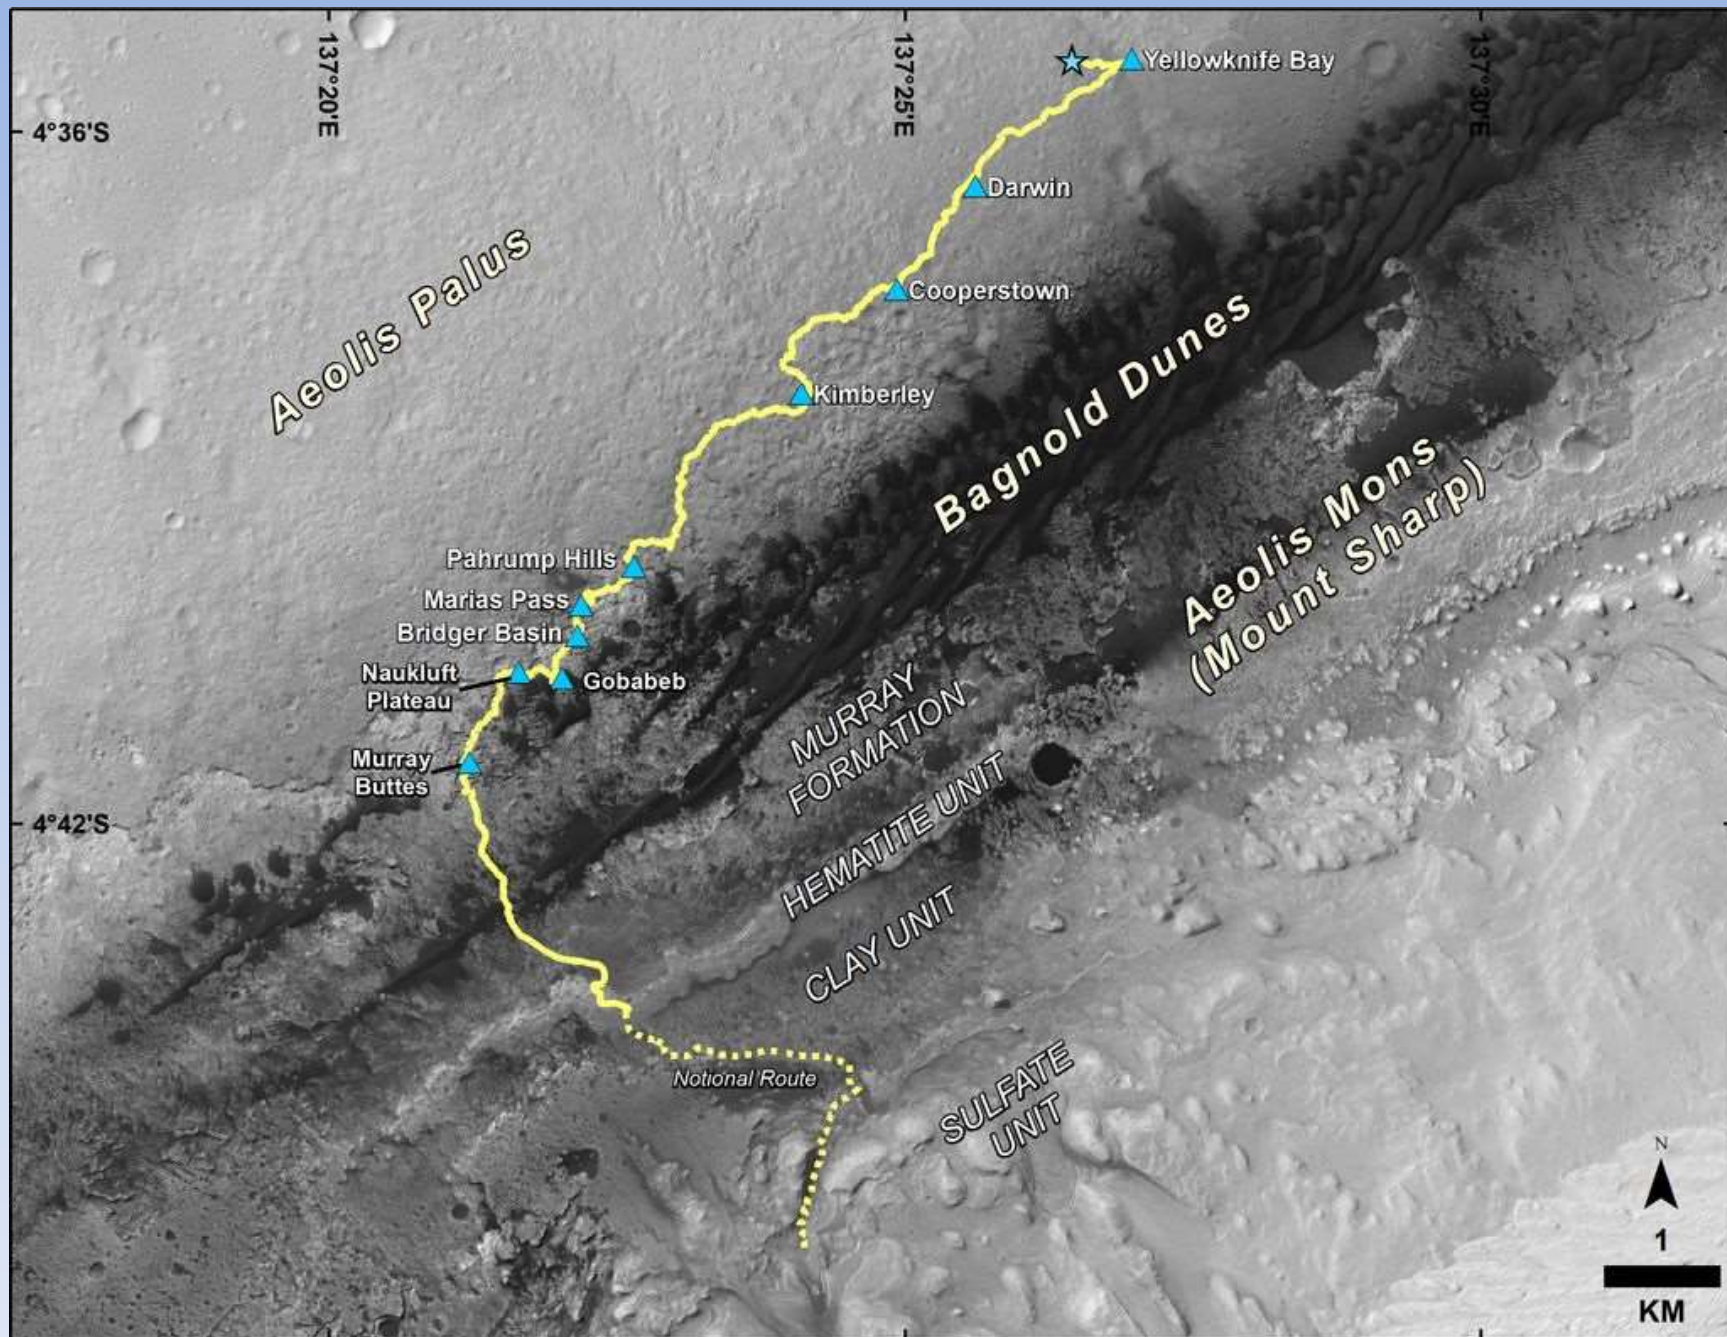 137°20'E
137°25'E
137°30'E
Yellowknife Bay
4°36'S
Darwin
Aeolis Palus
Cooperstown
Bagnold Dunes
Kimberley
Aeolis Mons
(Mount Sharp)
Pahrump Hills
Marias Pass
Bridger Basin
Naukluft
Plateau
Gobabeb
MURRAY
FORMATION
Murray
Buttes
HEMATITE UNIT
4°42'S
CLAY UNIT
Notional Route
SULFATE
UNIT
N
1
KM